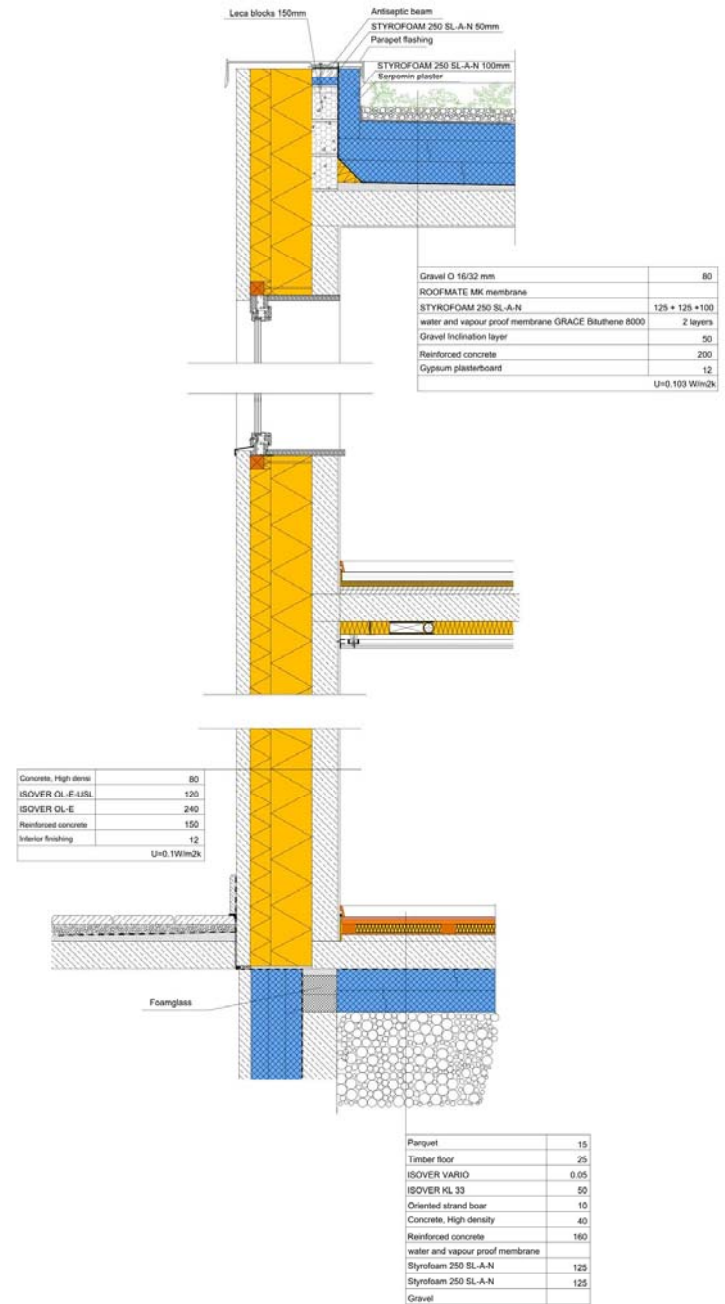 Leca blocks 150mm
Antiseptic beam
STYROFOAM 250 SL-A-N 50mm
Parapet flashing
STYROFOAM 250 SL-A-N 100mm
Serpomin plaster
Gravel O 16/32 mm 80
ROOFMATE MK membrane
STYROFOAM 250 SL-A-N 125 + 125 +100
water and vapour proof membrane GRACE Bituthene 8000 2 layers
Gravel Inclination layer 50
Reinforced concrete 200
Gypsum plasterboard 12
U=0.103 W/m2k
Concrete, High densi 80
ISOVER OL-E-USL 120
ISOVER OL-E 240
Reinforced concrete 150
Interior finishing 12
U=0.1W/m2k
Foamglass
Parquet 15
Timber floor 25
ISOVER VARIO 0.05
ISOVER KL 33 50
Oriented strand boar 10
Concrete, High density 40
Reinforced concrete 160
water and vapour proof membrane
Styrofoam 250 SL-A-N 125
Styrofoam 250 SL-A-N 125
Gravel